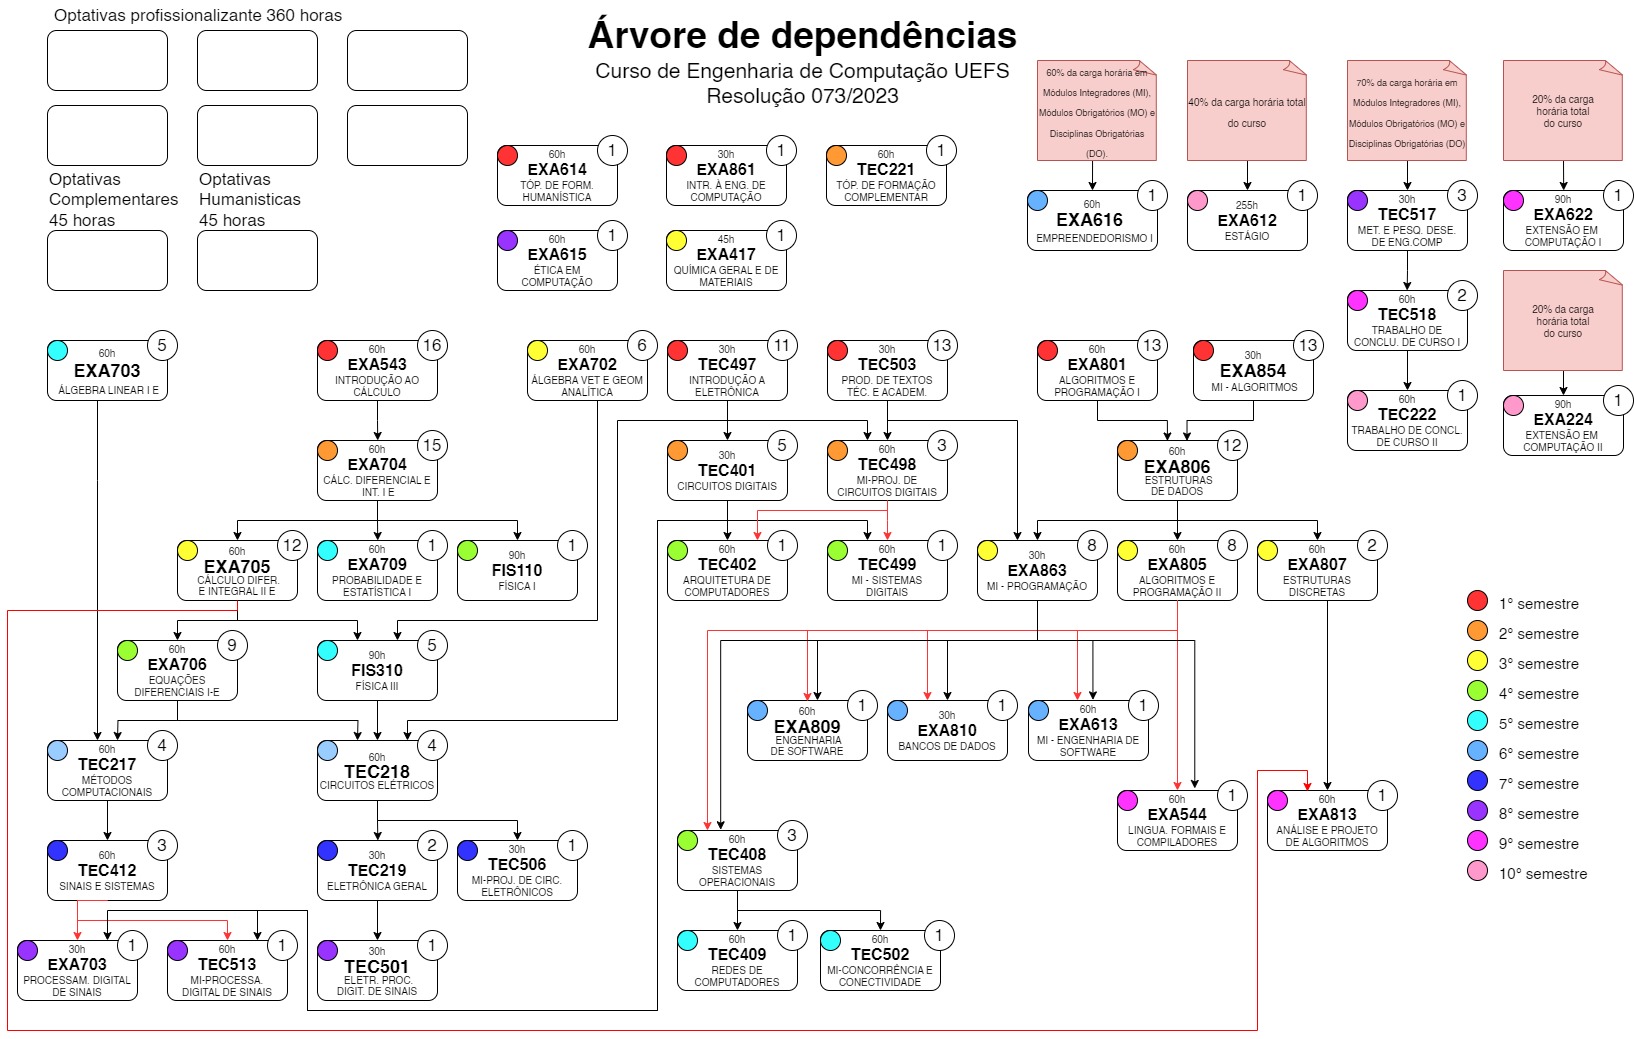 Optativas profissionalizante 360 horas
Árvore de dependências
Curso de Engenharia de Computação UEFS
Resolução 073/2023
Optativas
Complementares
45 horas
Optativas
Humanisticas
45 horas
60h
1
EXA614
TÓP. DE FORM.
HUMANÍSTICA
30h
1
EXA861
INTR. À ENG. DE
COMPUTAÇÃO
60h
1
TEC221
TÓP. DE FORMAÇÃO
COMPLEMENTAR
60h
1
EXA615
ÉTICA EM
COMPUTAÇÃO
45h
1
EXA417
QUÍMICA GERAL E DE
MATERIAIS
60% da carga horária em
Módulos Integradores (MI),
Módulos Obrigatórios (MO) e
Disciplinas Obrigatórias
(DO).
40% da carga horária total
do curso
70% da carga horária em
Módulos Integradores (MI),
Módulos Obrigatórios (MO) e
Disciplinas Obrigatórias (DO)
20% da carga
horária total
do curso
60h
1
EXA616
EMPREENDEDORISMO I
255h
1
EXA612
ESTÁGIO
30h
3
TEC517
MET. E PESQ. DESE.
DE ENG.COMP
90h
1
EXA622
EXTENSÃO EM
COMPUTAÇÃO I
60h
2
TEC518
TRABALHO DE
CONCLU. DE CURSO I
20% da carga
horária total
do curso
60h
1
TEC222
TRABALHO DE CONCL.
DE CURSO II
90h
1
EXA224
EXTENSÃO EM
COMPUTAÇÃO II
60h
5
EXA703
ÁLGEBRA LINEAR I E
60h
16
EXA543
INTRODUÇÃO AO
CÁLCULO
60h
6
EXA702
ÁLGEBRA VET E GEOM
ANALÍTICA
30h
11
TEC497
INTRODUÇÃO A
ELETRÔNICA
30h
13
TEC503
PROD. DE TEXTOS
TÉC. E ACADEM.
60h
13
EXA801
ALGORITMOS E
PROGRAMAÇÃO I
30h
13
EXA854
MI - ALGORITMOS
60h
15
EXA704
CÁLC. DIFERENCIAL E
INT. I E
30h
5
TEC401
CIRCUITOS DIGITAIS
60h
3
TEC498
MI-PROJ. DE
CIRCUITOS DIGITAIS
60h
12
EXA806
ESTRUTURAS
DE DADOS
60h
12
EXA705
CÁLCULO DIFER.
E INTEGRAL II E
60h
1
EXA709
PROBABILIDADE E
ESTATÍSTICA I
90h
1
FIS110
FÍSICA I
60h
1
TEC402
ARQUITETURA DE
COMPUTADORES
60h
1
TEC499
MI - SISTEMAS
DIGITAIS
30h
8
EXA863
MI - PROGRAMAÇÃO
60h
8
EXA805
ALGORITMOS E
PROGRAMAÇÃO II
60h
2
EXA807
ESTRUTURAS
DISCRETAS
60h
9
EXA706
EQUAÇÕES
DIFERENCIAIS I-E
90h
5
FIS310
FÍSICA III
60h
1
EXA809
ENGENHARIA
DE SOFTWARE
30h
1
EXA810
BANCOS DE DADOS
60h
1
EXA613
MI - ENGENHARIA DE
SOFTWARE
60h
4
TEC217
MÉTODOS
COMPUTACIONAIS
60h
4
TEC218
CIRCUITOS ELÉTRICOS
60h
1
EXA544
LINGUA. FORMAIS E
COMPILADORES
60h
1
EXA813
ANÁLISE E PROJETO
DE ALGORITMOS
60h
3
TEC412
SINAIS E SISTEMAS
30h
2
TEC219
ELETRÔNICA GERAL
30h
1
TEC506
MI-PROJ. DE CIRC.
ELETRÔNICOS
60h
3
TEC408
SISTEMAS
OPERACIONAIS
30h
1
EXA703
PROCESSAM. DIGITAL
DE SINAIS
60h
1
TEC513
MI-PROCESSA.
DIGITAL DE SINAIS
30h
1
TEC501
ELETR. PROC.
DIGIT. DE SINAIS
60h
1
TEC409
REDES DE
COMPUTADORES
60h
1
TEC502
MI-CONCORRÊNCIA E
CONECTIVIDADE
1° semestre
2° semestre
3° semestre
4° semestre
5° semestre
6° semestre
7° semestre
8° semestre
9° semestre
10° semestre